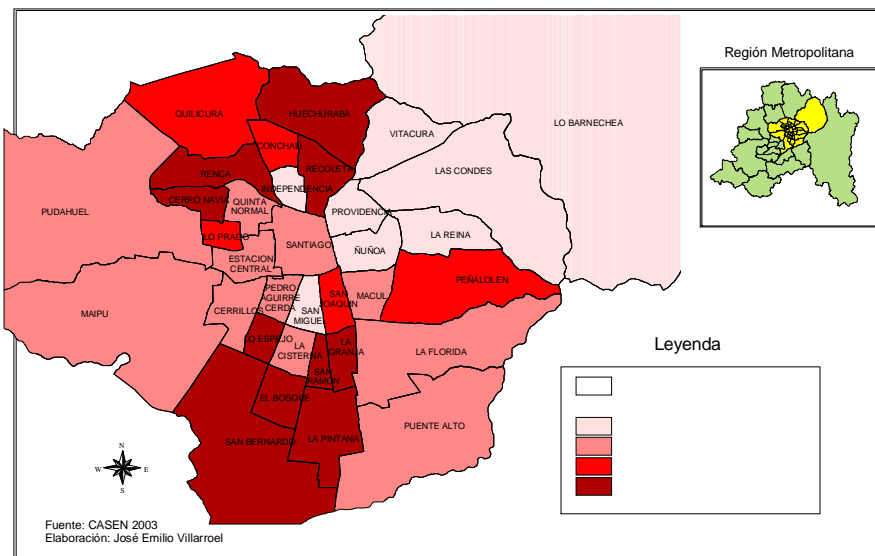 Región Metropolitana
QUILICURA
HUECHURABA
LO BARNECHEA
VITACURA
CONCHALI
RECOLETA
LAS CONDES
RENCA
INDEPENDENCIA
CERRO NAVIA
QUINTA
NORMAL
PROVIDENCIA
PUDAHUEL
LO PRADO
SANTIAGO
LA REINA
ÑUÑOA
ESTACION
CENTRAL
PEÑALOLEN
PEDRO
AGUIRRE
CERDA
SAN
JOAQUIN
MACUL
MAIPU
CERRILLOS
SAN
MIGUEL
LO ESPEJO
LA
CISTERNA
LA
GRANJA
LA FLORIDA
Leyenda
SAN
RAMON
EL BOSQUE
PUENTE ALTO
SAN BERNARDO
LA PINTANA
N
W
E
S
Fuente: CASEN 2003
Elaboración: José Emilio Villarroel